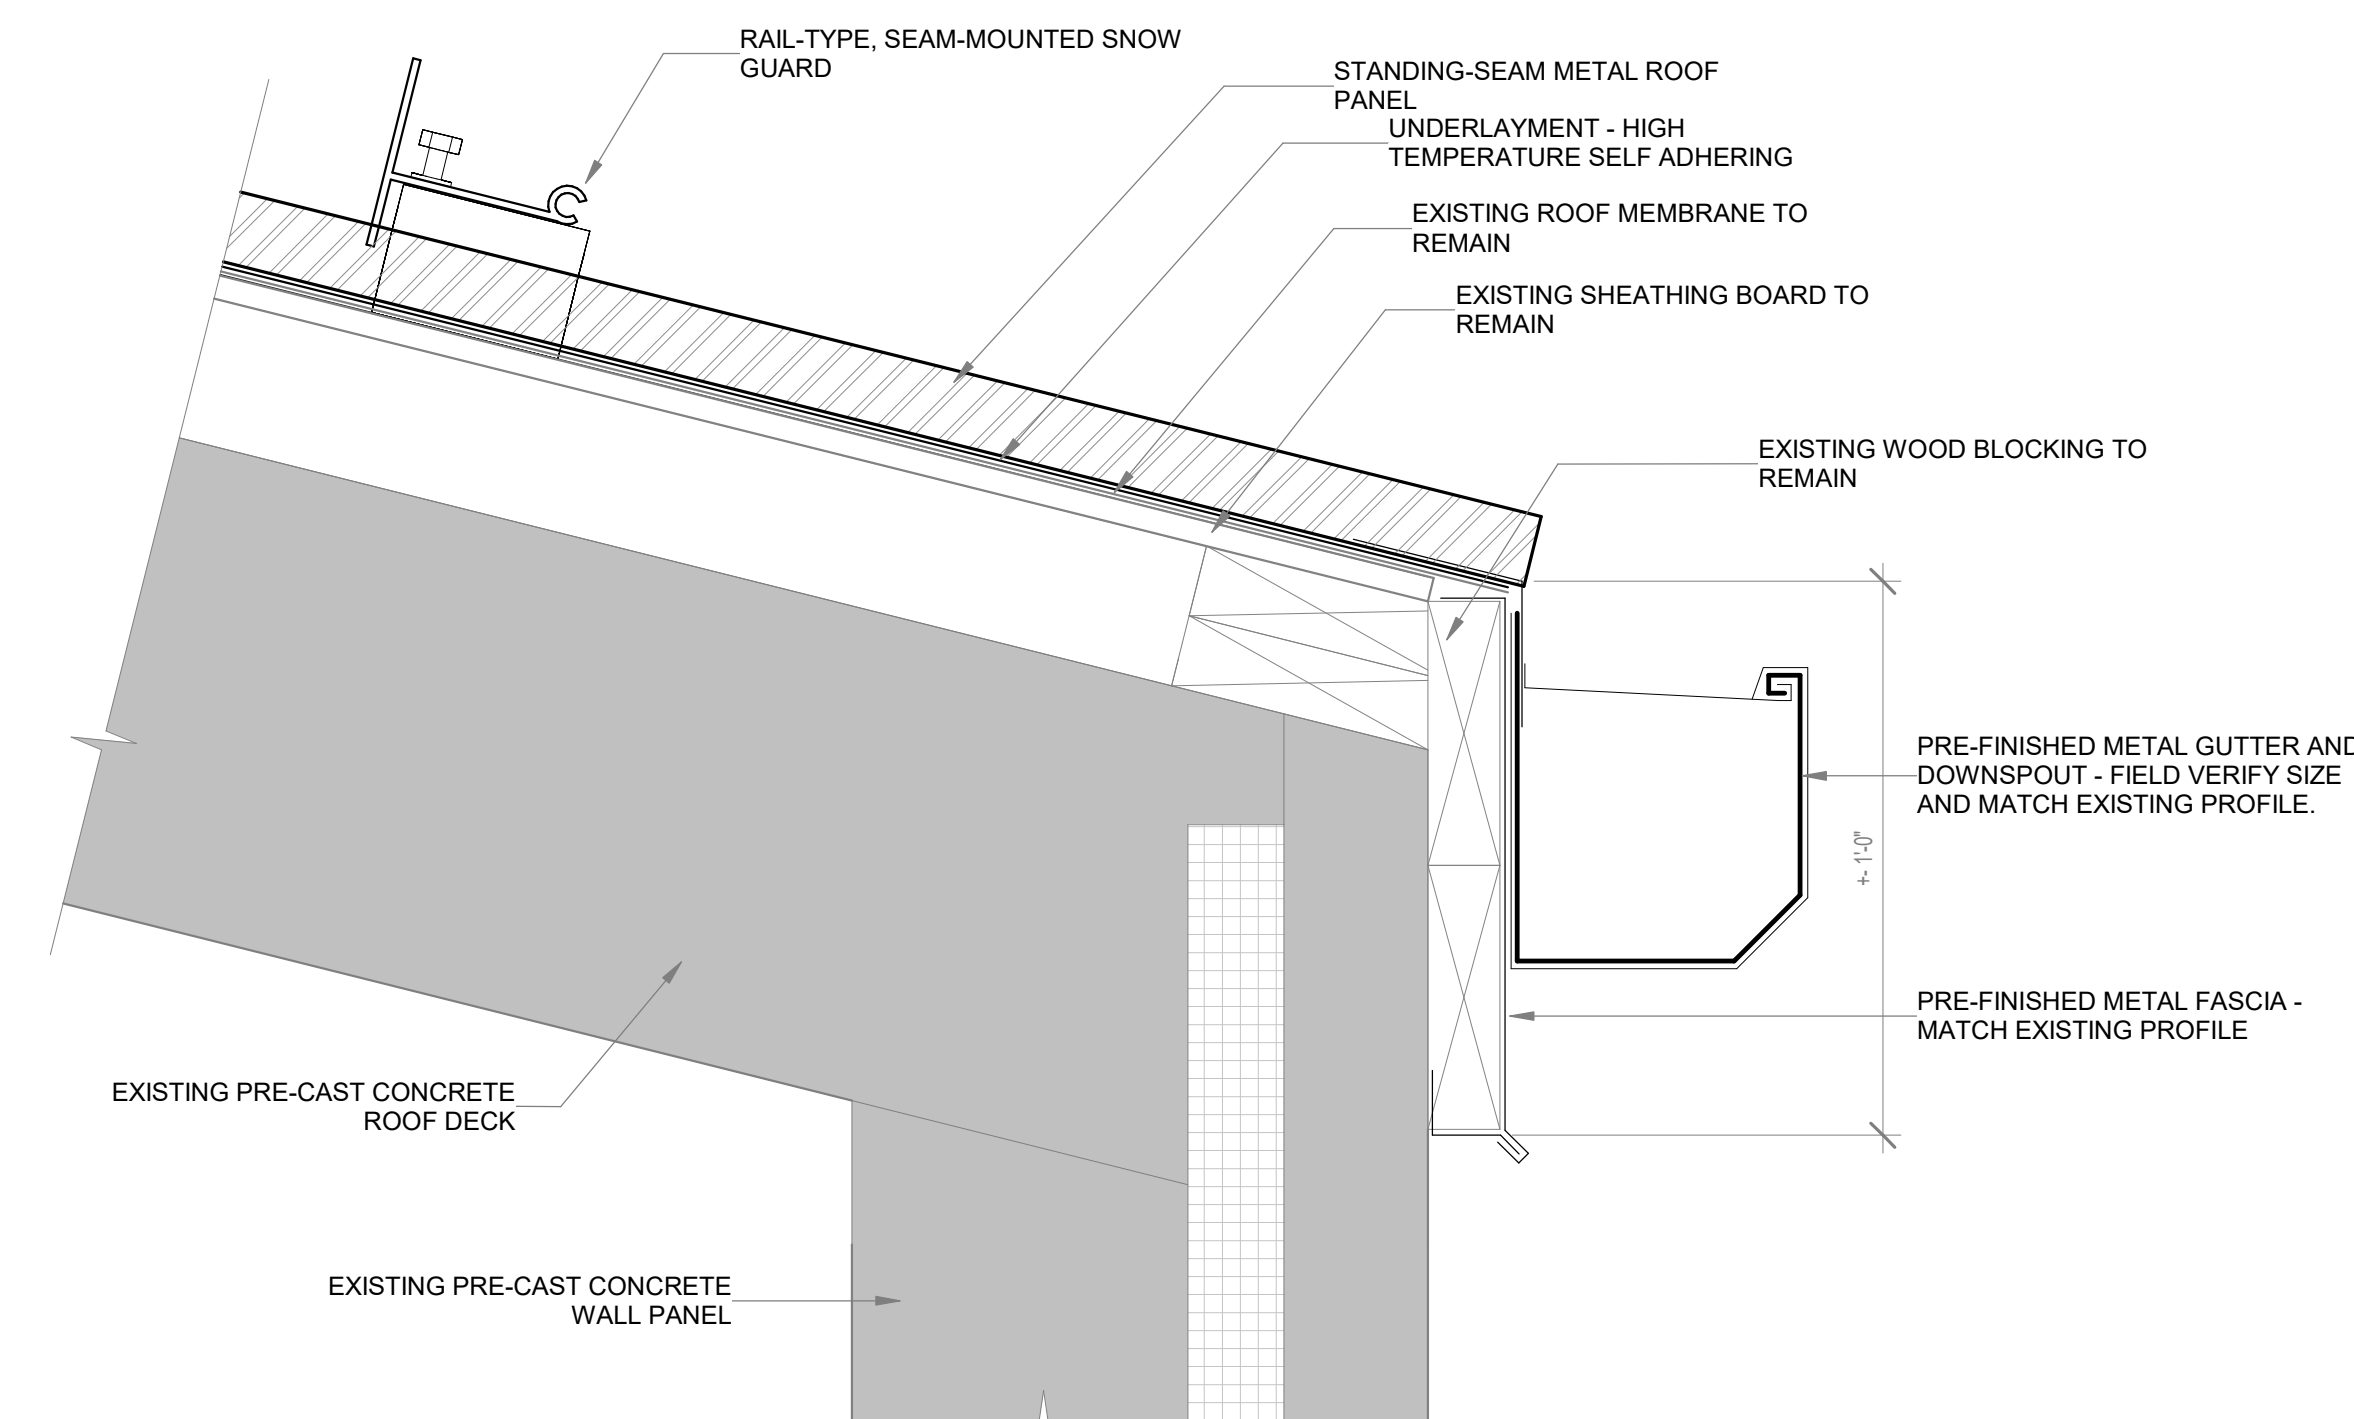 RAIL-TYPE, SEAM-MOUNTED SNOW
GUARD
STANDING-SEAM METAL ROOF
PANEL
UNDERLAYMENT - HIGH
TEMPERATURE SELF ADHERING
EXISTING ROOF MEMBRANE TO
REMAIN
EXISTING SHEATHING BOARD TO
REMAIN
EXISTING WOOD BLOCKING TO
REMAIN
PRE-FINISHED METAL GUTTER AND
DOWNSPOUT - FIELD VERIFY SIZE
AND MATCH EXISTING PROFILE.
+- 1'-0"
PRE-FINISHED METAL FASCIA -
MATCH EXISTING PROFILE
EXISTING PRE-CAST CONCRETE
ROOF DECK
EXISTING PRE-CAST CONCRETE
WALL PANEL